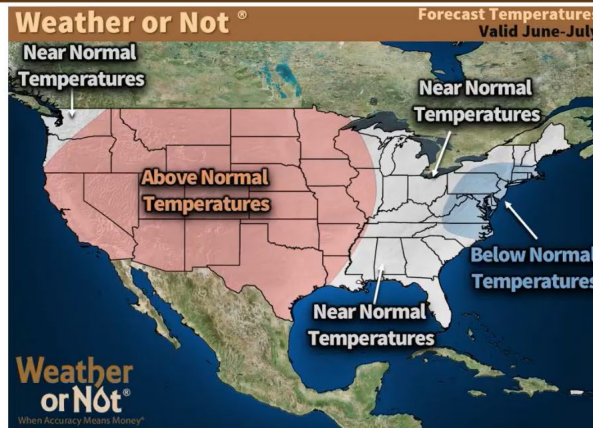 Weather or Not ®
Forecast Temperatures
Valid June-July
Near Normal
Temperatures
Near Normal
Temperatures
Above Normal
Temperatures
Below Normal
Temperatures
Near Normal
Temperatures
Weather
or Not®
When Accuracy Means Money®